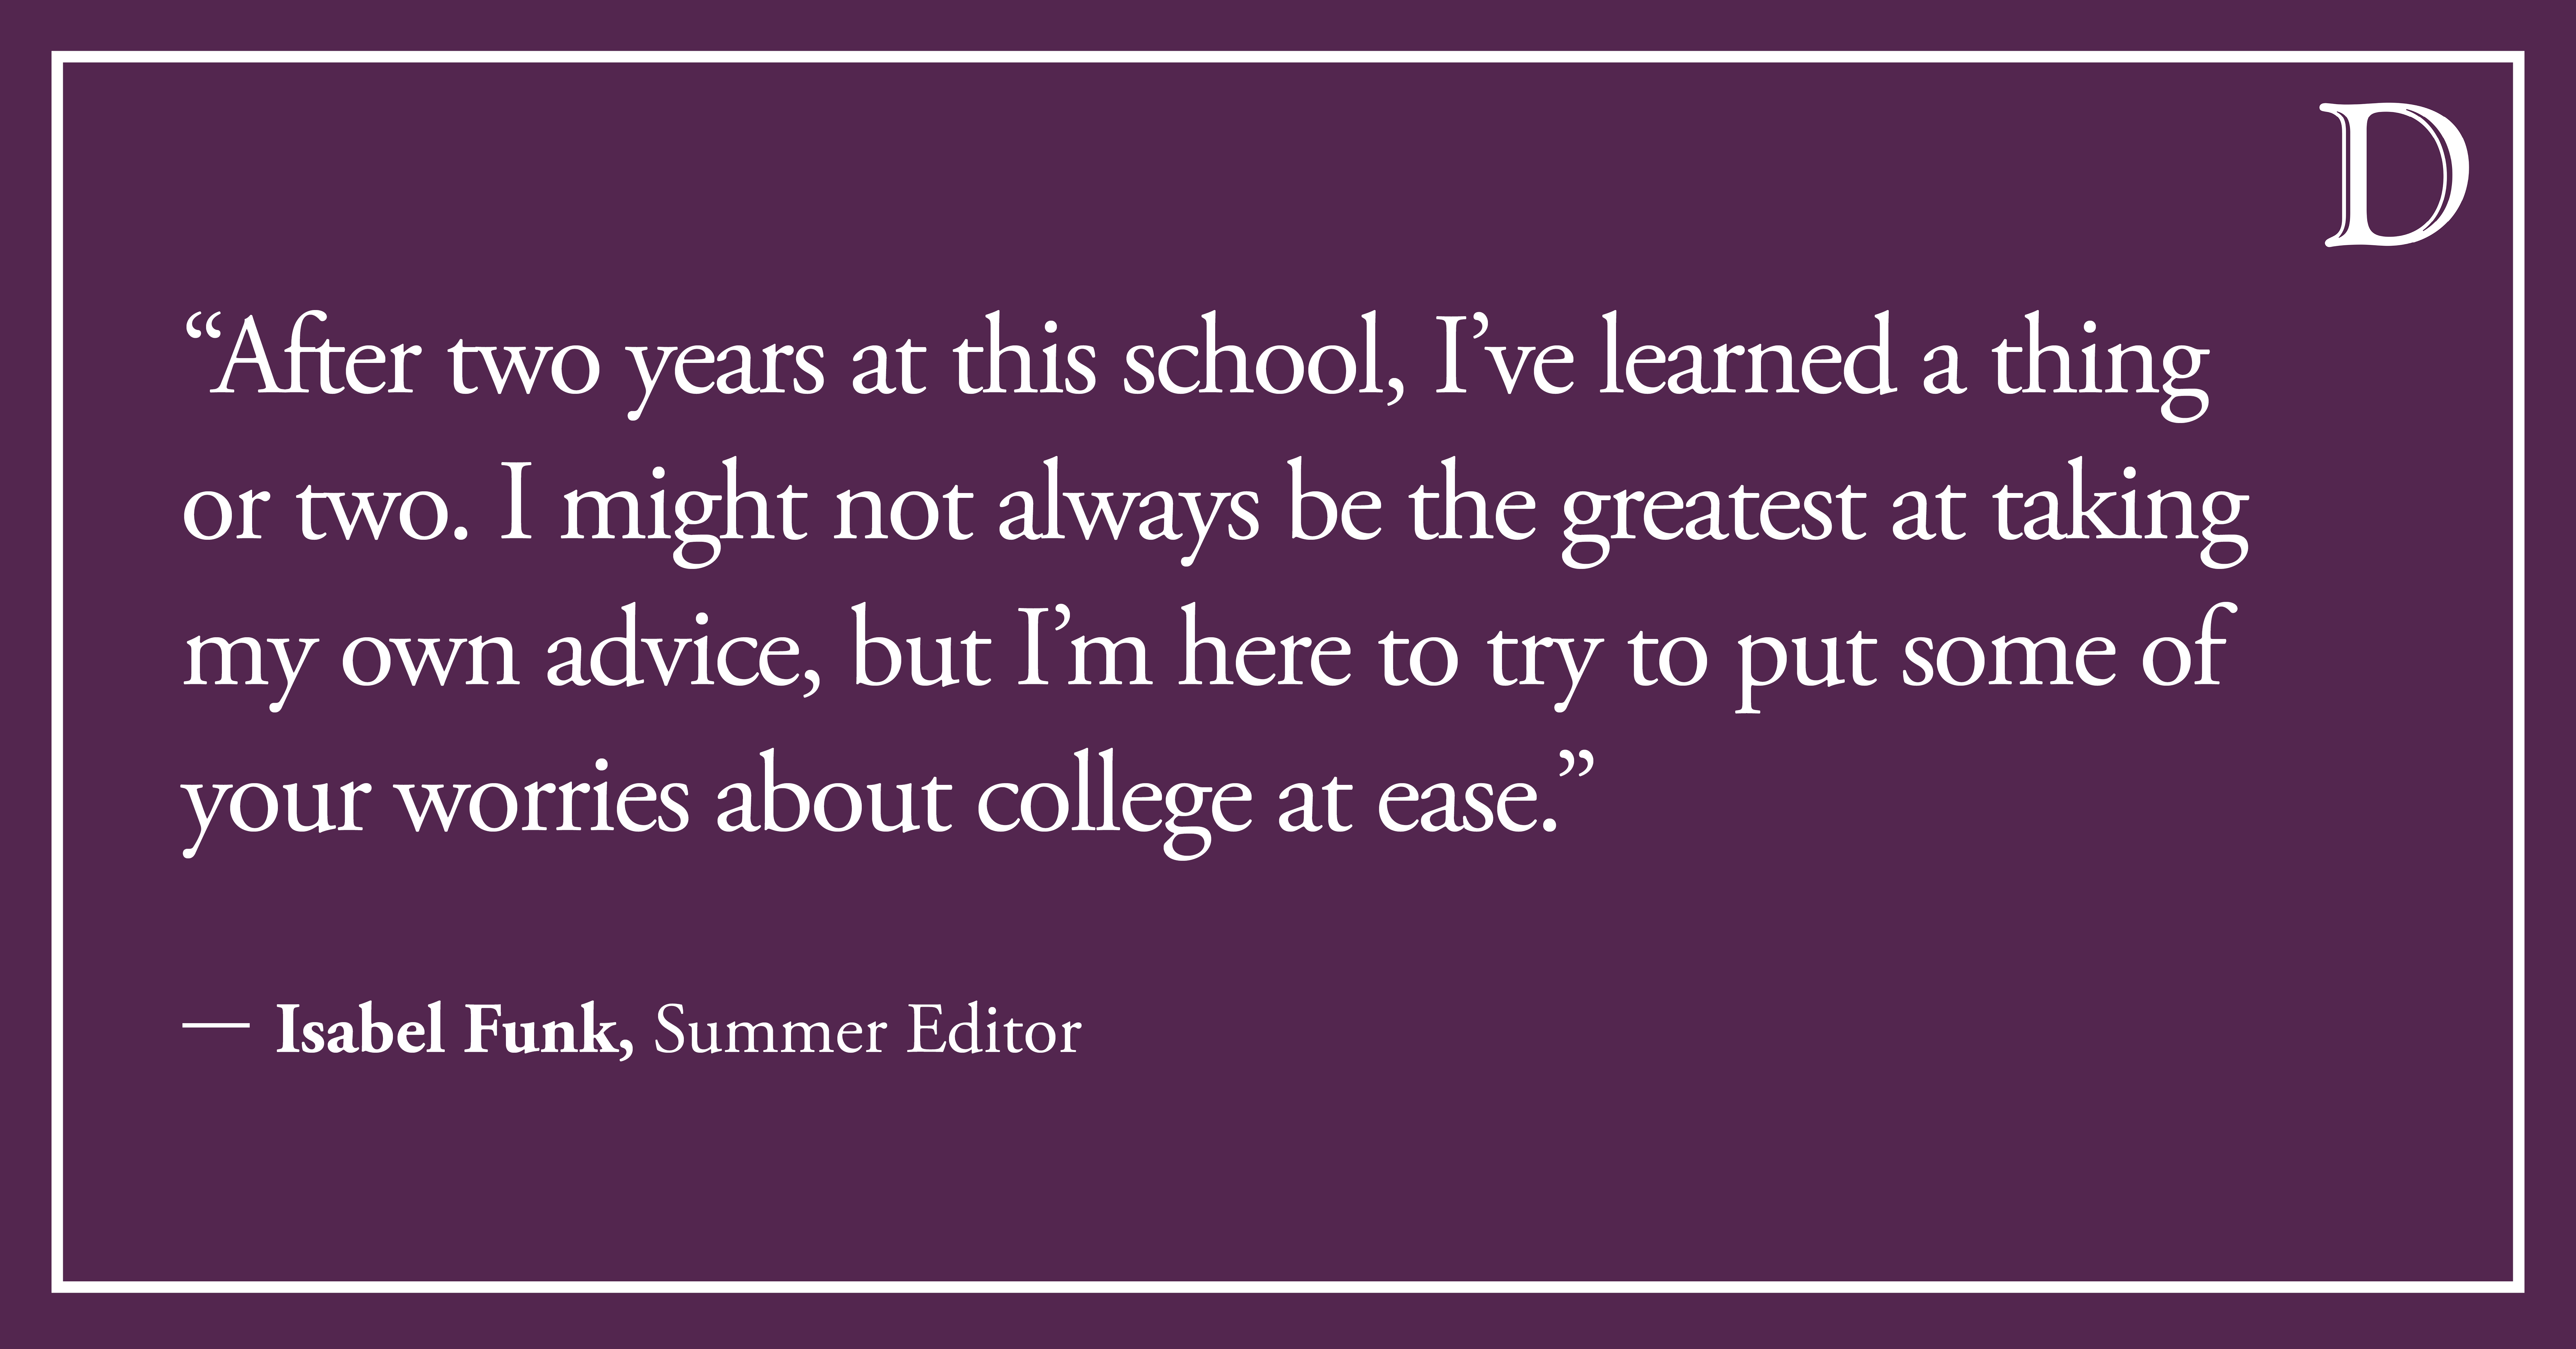 D
“After two years at this school, I’ve learned a thing
or two. I might not always be the greatest at taking
my own advice, but I’m here to try to put some of
your worries about college at ease.”
— Isabel Funk, Summer Editor